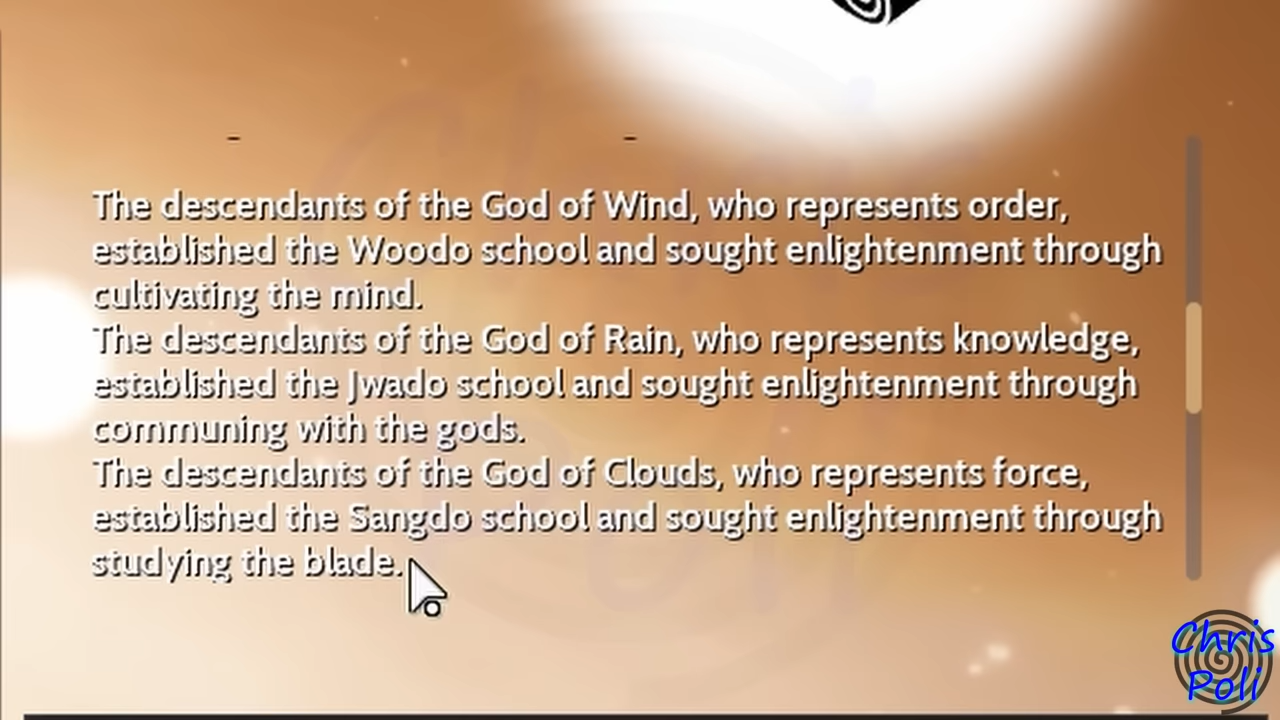 The descendants of the God of Wind, who represents order,
established the Woodo school and sought enlightenment through
cultivating the mind.
The descendants of the God of Rain, who represents knowledge,
established the Jwado school and sought enlightenment through
communing with the gods.
The descendants of the God of Clouds, who represents force,
established the Sangdo school and sought enlightenment through
studying the blade.
Chris
Poli